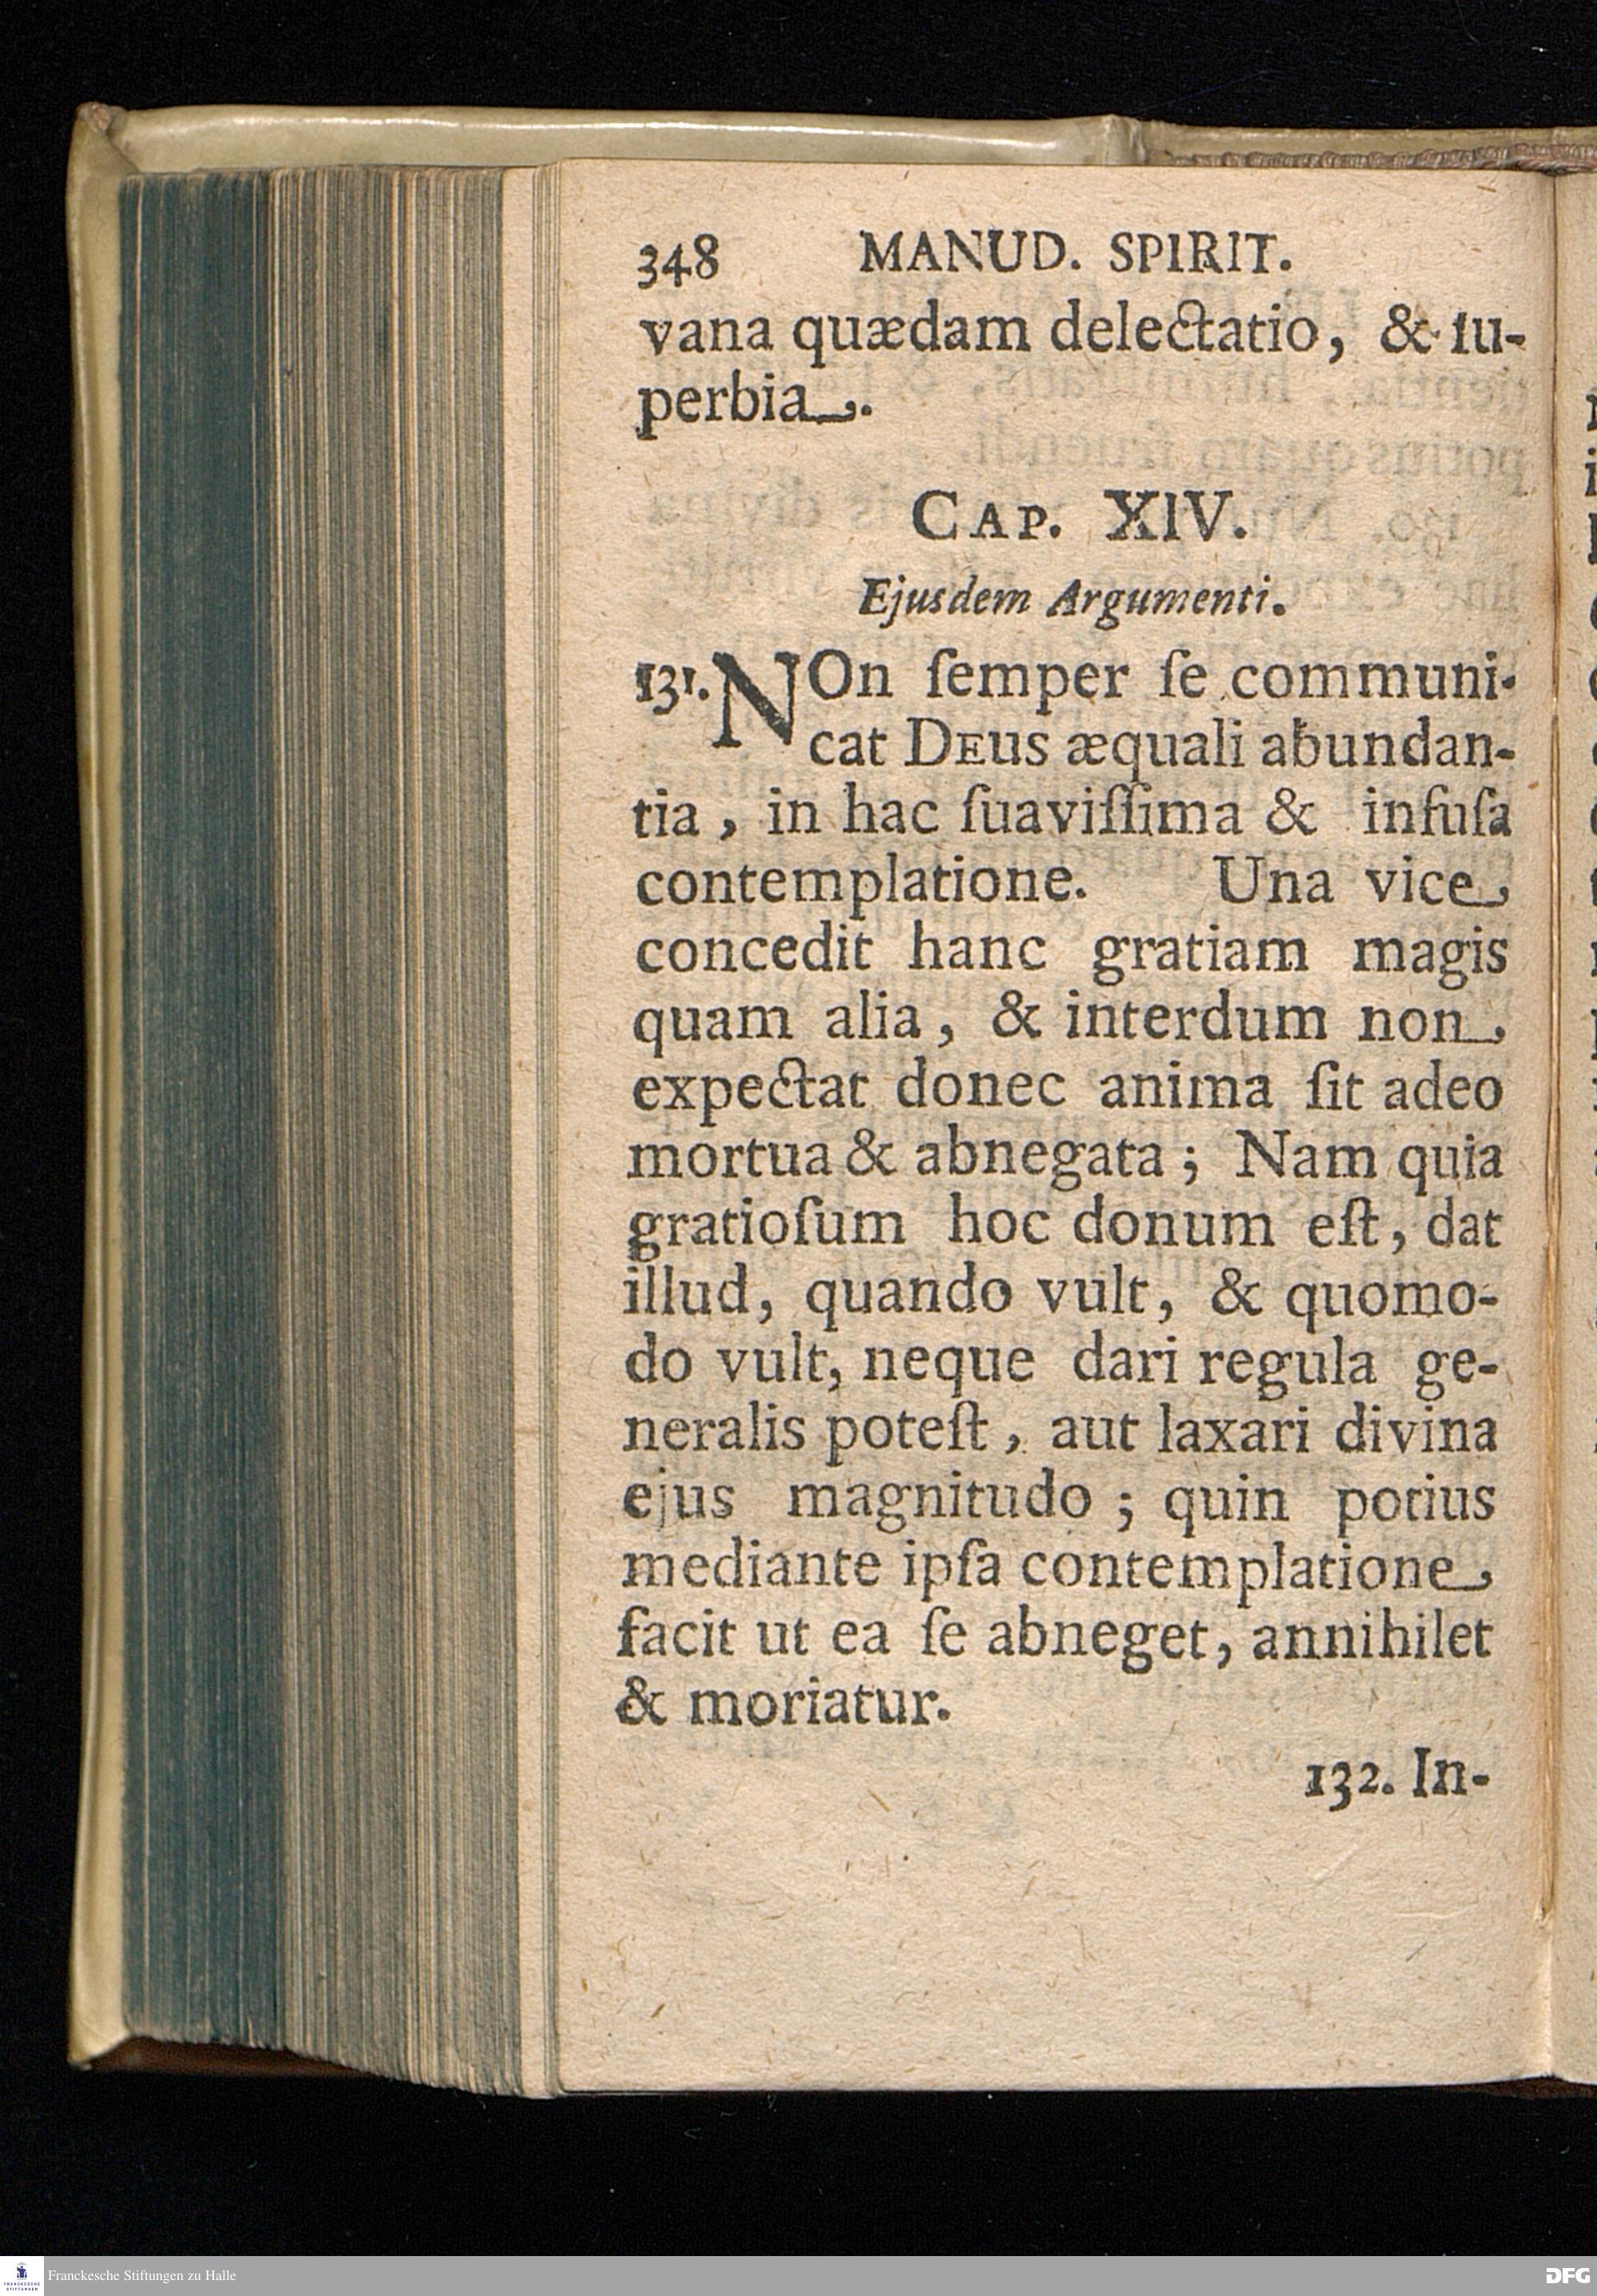 348 MANUD. SPIRIT.
vana quædam delectatio, & ſu-
perbia.
CAP. XIV.
Ejusdem Argumenti.
131. NOn ſemper ſe communi-
cat DEus æquali abundan-
tia, in hac ſuaviſſima & infuſa
contemplatione. Una vice
concedit hanc gratiam magis
quam alia, & interdum non
expectat donec anima ſit adeo
mortua & abnegata; Nam quia
gratioſum hoc donum eſt, dat
illud, quando vult, & quomo-
do vult, neque dari regula ge-
neralis poteſt, aut laxari divina
ejus magnitudo; quin potius
mediante ipſa contemplatione
facit ut ea ſe abneget, annihilet
& moriatur.
132. In-
FRANCKESCHE
STIFTUNGEN
Franckesche Stiftungen zu Halle
DFG